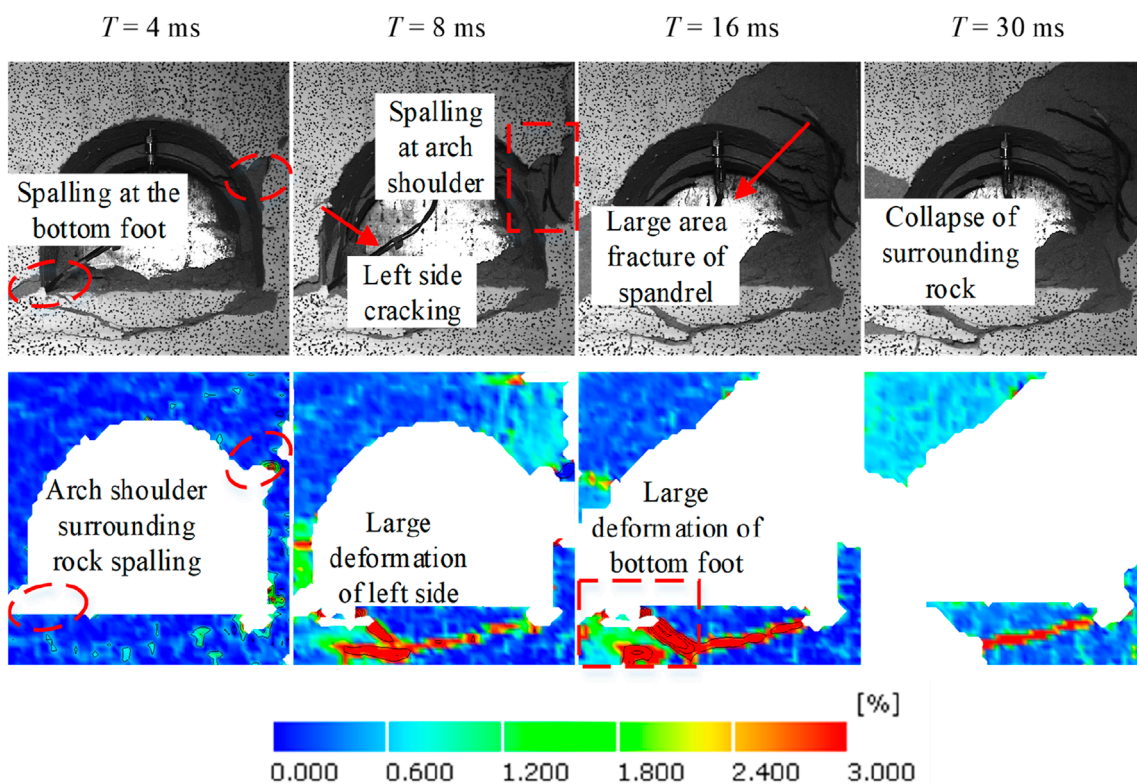 T = 4 ms
T = 8 ms
T = 16 ms
T = 30 ms
Spalling at the
bottom foot
Spalling
at arch
shoulder
Left side
cracking
Large area
fracture of
spandrel
Collapse of
surrounding
rock
Arch shoulder
surrounding
rock spalling
Large
deformation
of left side
Large
deformation of
bottom foot
[%]
0.000 0.600 1.200 1.800 2.400 3.000